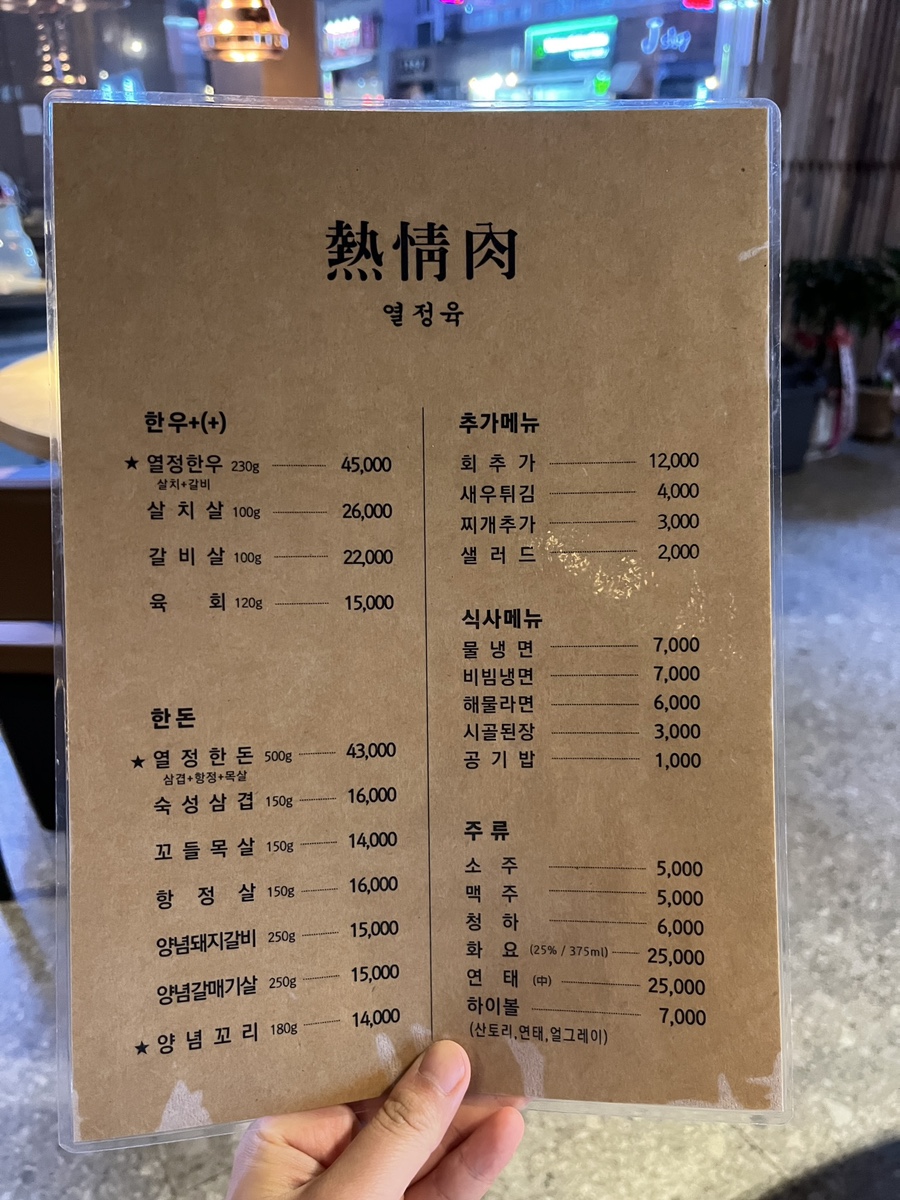 熱情肉
열정육
한우+(+)
★ 열정한우 230g 45,000
살치+갈비
살치살 100g 26,000
갈비살 100g 22,000
육회 120g 15,000
한돈
★ 열정한돈 500g 43,000
삼겹+항정+목살
숙성삼겹 150g 16,000
꼬들목살 150g 14,000
항정살 150g 16,000
양념돼지갈비 250g 15,000
양념갈매기살 250g 15,000
★ 양념꼬리 180g 14,000
추가메뉴
회추가 12,000
새우튀김 4,000
찌개추가 3,000
샐러드 2,000
식사메뉴
물냉면 7,000
비빔냉면 7,000
해물라면 6,000
시골된장 3,000
공기밥 1,000
주류
소주 5,000
맥주 5,000
청하 6,000
화요 (25% / 375ml) 25,000
연태 (中) 25,000
하이볼 7,000
(산토리,연태,얼그레이)